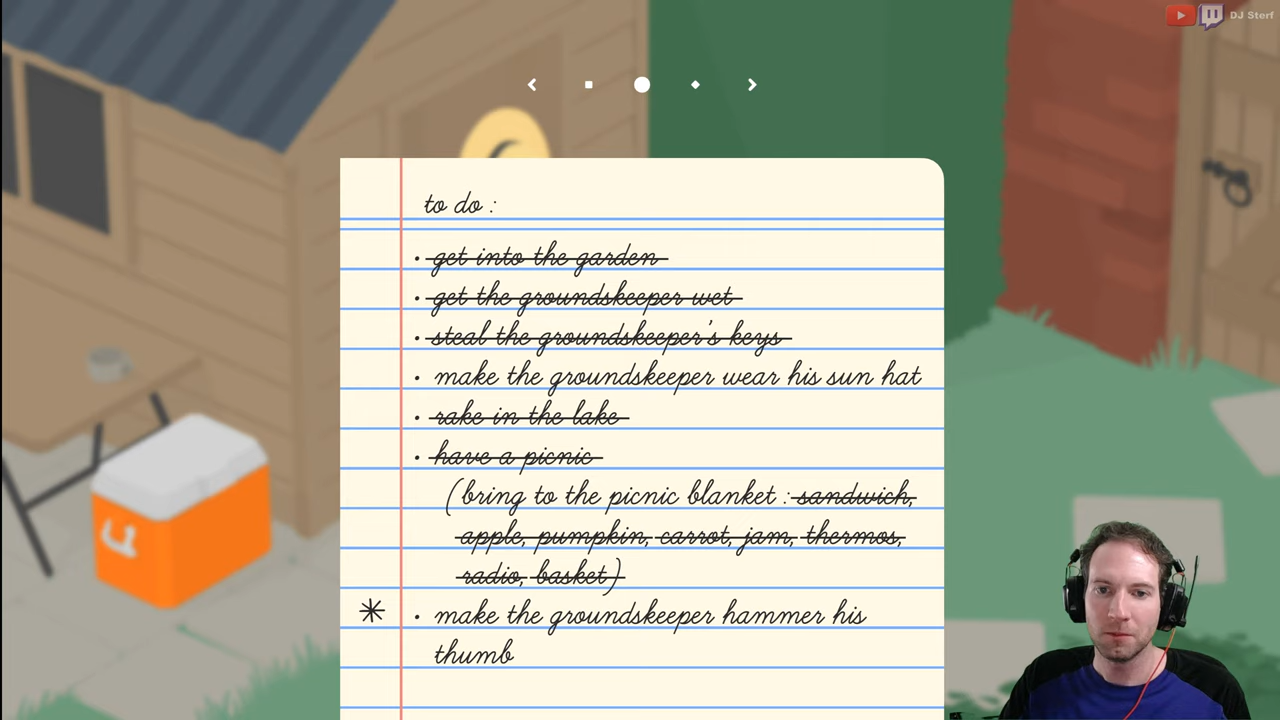 DJ Sterf
to do :
• get into the garden
• get the groundskeeper wet
• steal the groundskeeper's keys
• make the groundskeeper wear his sun hat
• rake in the lake
• have a picnic
(bring to the picnic blanket : sandwich,
apple, pumpkin, carrot, jam, thermos,
radio, basket)
• make the groundskeeper hammer his
thumb